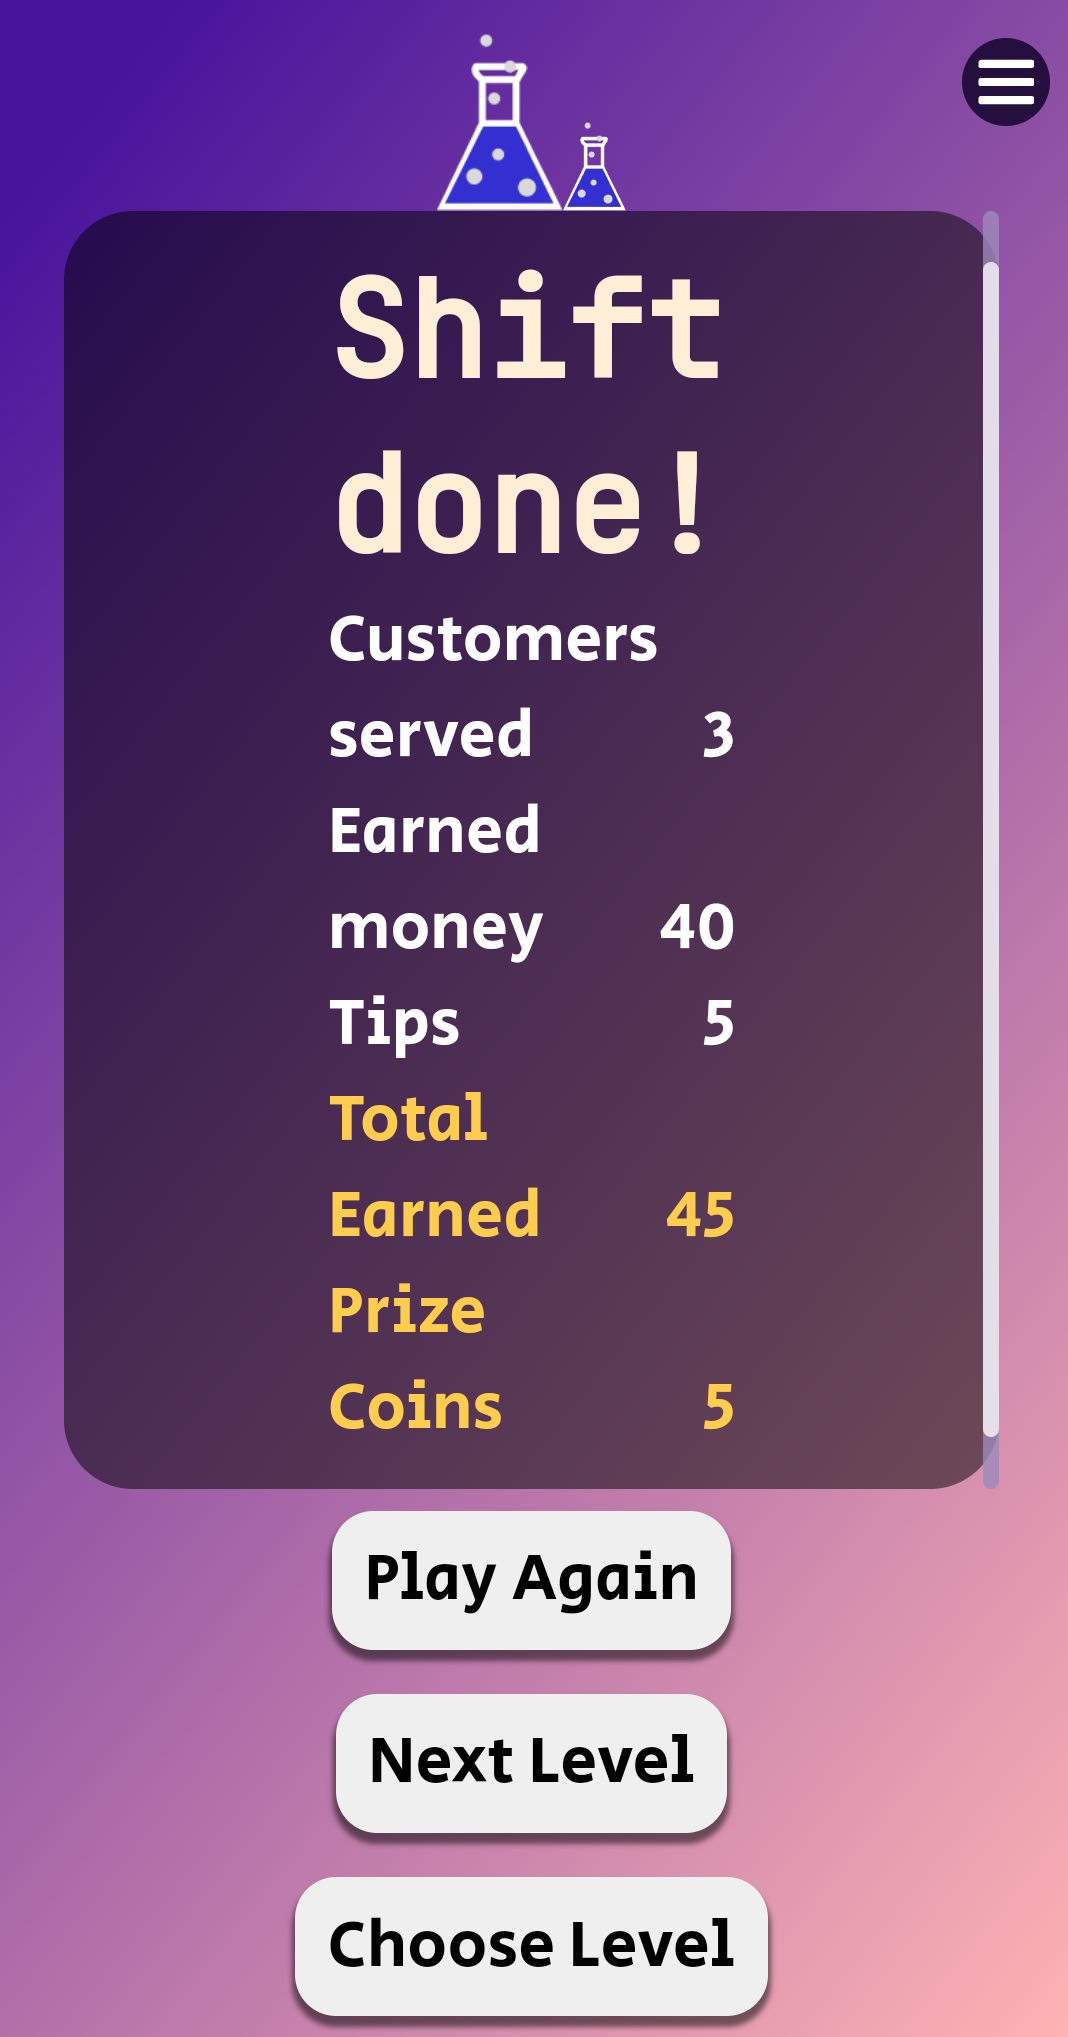 Shift
done!
Customers
served 3
Earned
money 40
Tips 5
Total
Earned 45
Prize
Coins 5
Play Again
Next Level
Choose Level